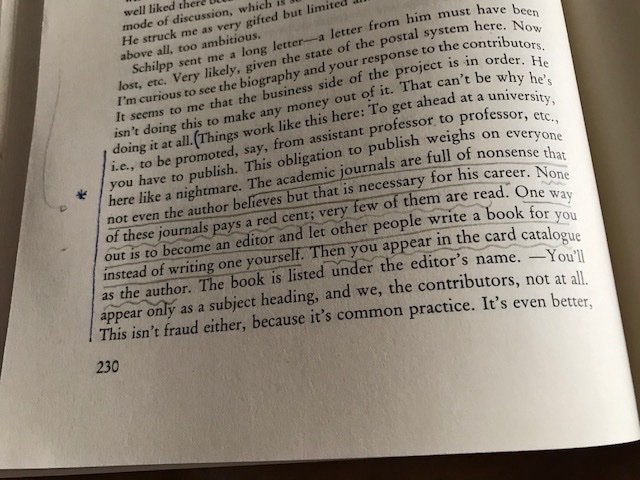 well liked there
mode of discussion, which is
He struck me as very gifted but limited
above all, too ambitious.
Schilpp sent me a long letter—a letter from him must have been
lost, etc. Very likely, given the state of the postal system here. Now
I'm curious to see the biography and your response to the contributors.
It seems to me that the business side of the project is in order. He
isn't doing this to make any money out of it. That can't be why he's
doing it at all. (Things work like this here: To get ahead at a university,
i.e., to be promoted, say, from assistant professor to professor, etc.,
you have to publish. This obligation to publish weighs on everyone
here like a nightmare. The academic journals are full of nonsense that
not even the author believes but that is necessary for his career. None
of these journals pays a red cent; very few of them are read. One way
out is to become an editor and let other people write a book for you
instead of writing one yourself. Then you appear in the card catalogue
as the author. The book is listed under the editor's name. —You'll
appear only as a subject heading, and we, the contributors, not at all.
This isn't fraud either, because it's common practice. It's even better,
230